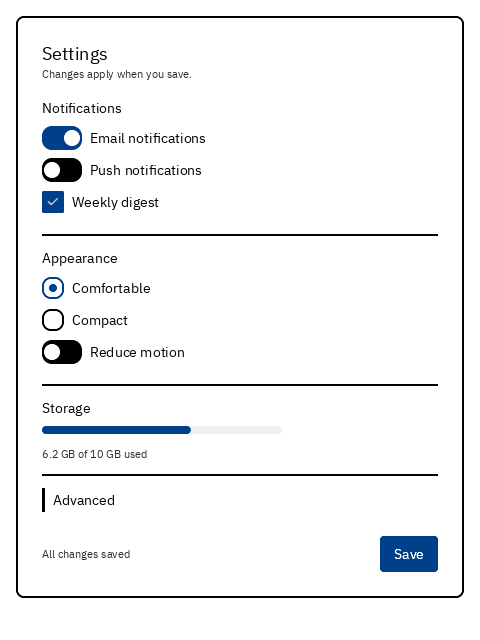 Settings
Changes apply when you save.
Notifications
Email notifications
Push notifications
Weekly digest
Appearance
Comfortable
Compact
Reduce motion
Storage
6.2 GB of 10 GB used
Advanced
All changes saved
Save